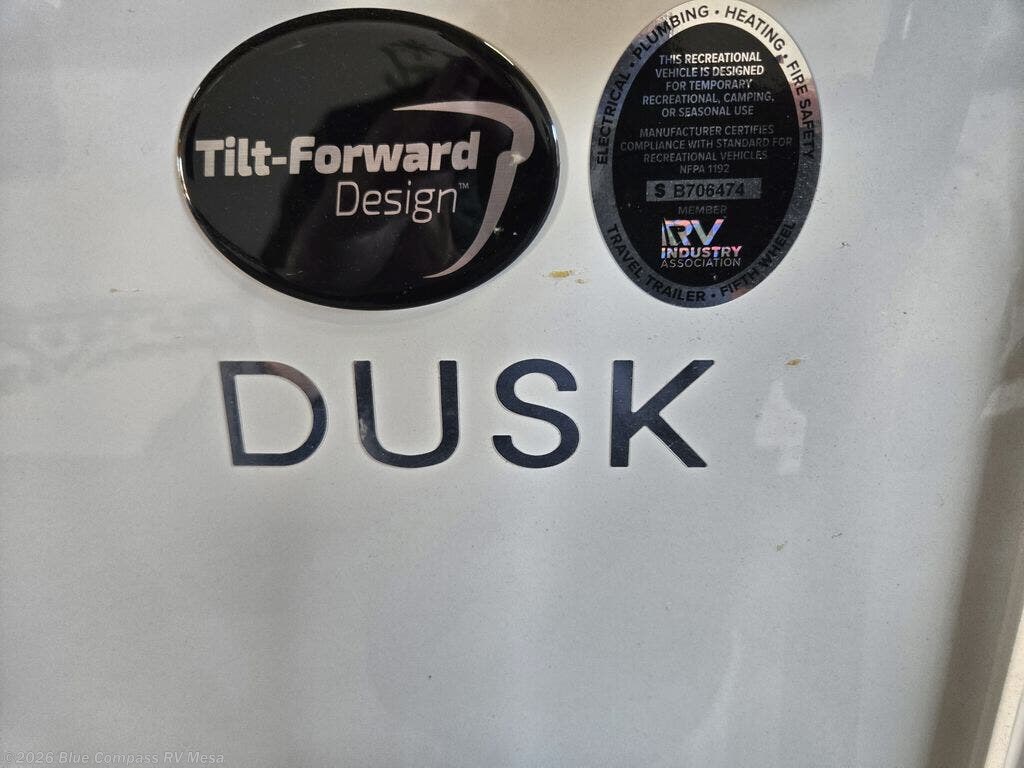 Tilt-Forward
Design™
ELECTRICAL • PLUMBING • HEATING • FIRE SAFETY
THIS RECREATIONAL
VEHICLE IS DESIGNED
FOR TEMPORARY
RECREATIONAL, CAMPING,
OR SEASONAL USE
MANUFACTURER CERTIFIES
COMPLIANCE WITH STANDARD FOR
RECREATIONAL VEHICLES
NFPA 1192
S B706474
MEMBER
RV
INDUSTRY
ASSOCIATION
TRAVEL TRAILER • FIFTH WHEEL
DUSK
©2026 Blue Compass RV Mesa